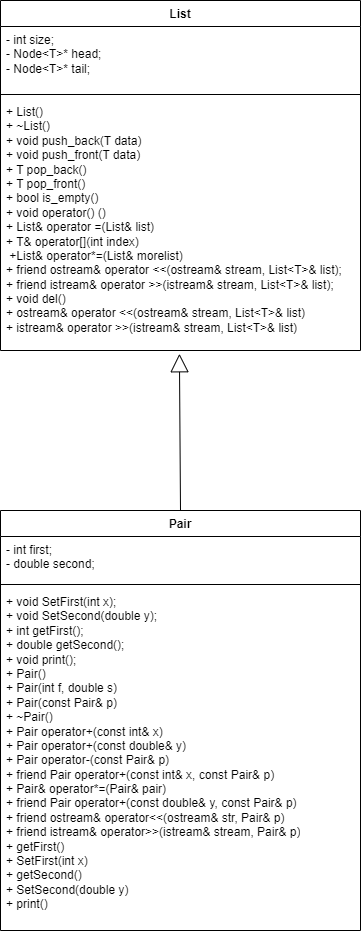 List
- int size;
- Node<T>* head;
- Node<T>* tail;
+ List()
+ ~List()
+ void push_back(T data)
+ void push_front(T data)
+ T pop_back()
+ T pop_front()
+ bool is_empty()
+ void operator() ()
+ List& operator =(List& list)
+ T& operator[](int index)
+List& operator*=(List& morelist)
+ friend ostream& operator <<(ostream& stream, List<T>& list);
+ friend istream& operator >>(istream& stream, List<T>& list);
+ void del()
+ ostream& operator <<(ostream& stream, List<T>& list)
+ istream& operator >>(istream& stream, List<T>& list)
Pair
- int first;
- double second;
+ void SetFirst(int x);
+ void SetSecond(double y);
+ int getFirst();
+ double getSecond();
+ void print();
+ Pair()
+ Pair(int f, double s)
+ Pair(const Pair& p)
+ ~Pair()
+ Pair operator+(const int& x)
+ Pair operator+(const double& y)
+ Pair operator-(const Pair& p)
+ friend Pair operator+(const int& x, const Pair& p)
+ Pair& operator*=(Pair& pair)
+ friend Pair operator+(const double& y, const Pair& p)
+ friend ostream& operator<<(ostream& str, Pair& p)
+ friend istream& operator>>(istream& stream, Pair& p)
+ getFirst()
+ SetFirst(int x)
+ getSecond()
+ SetSecond(double y)
+ print()